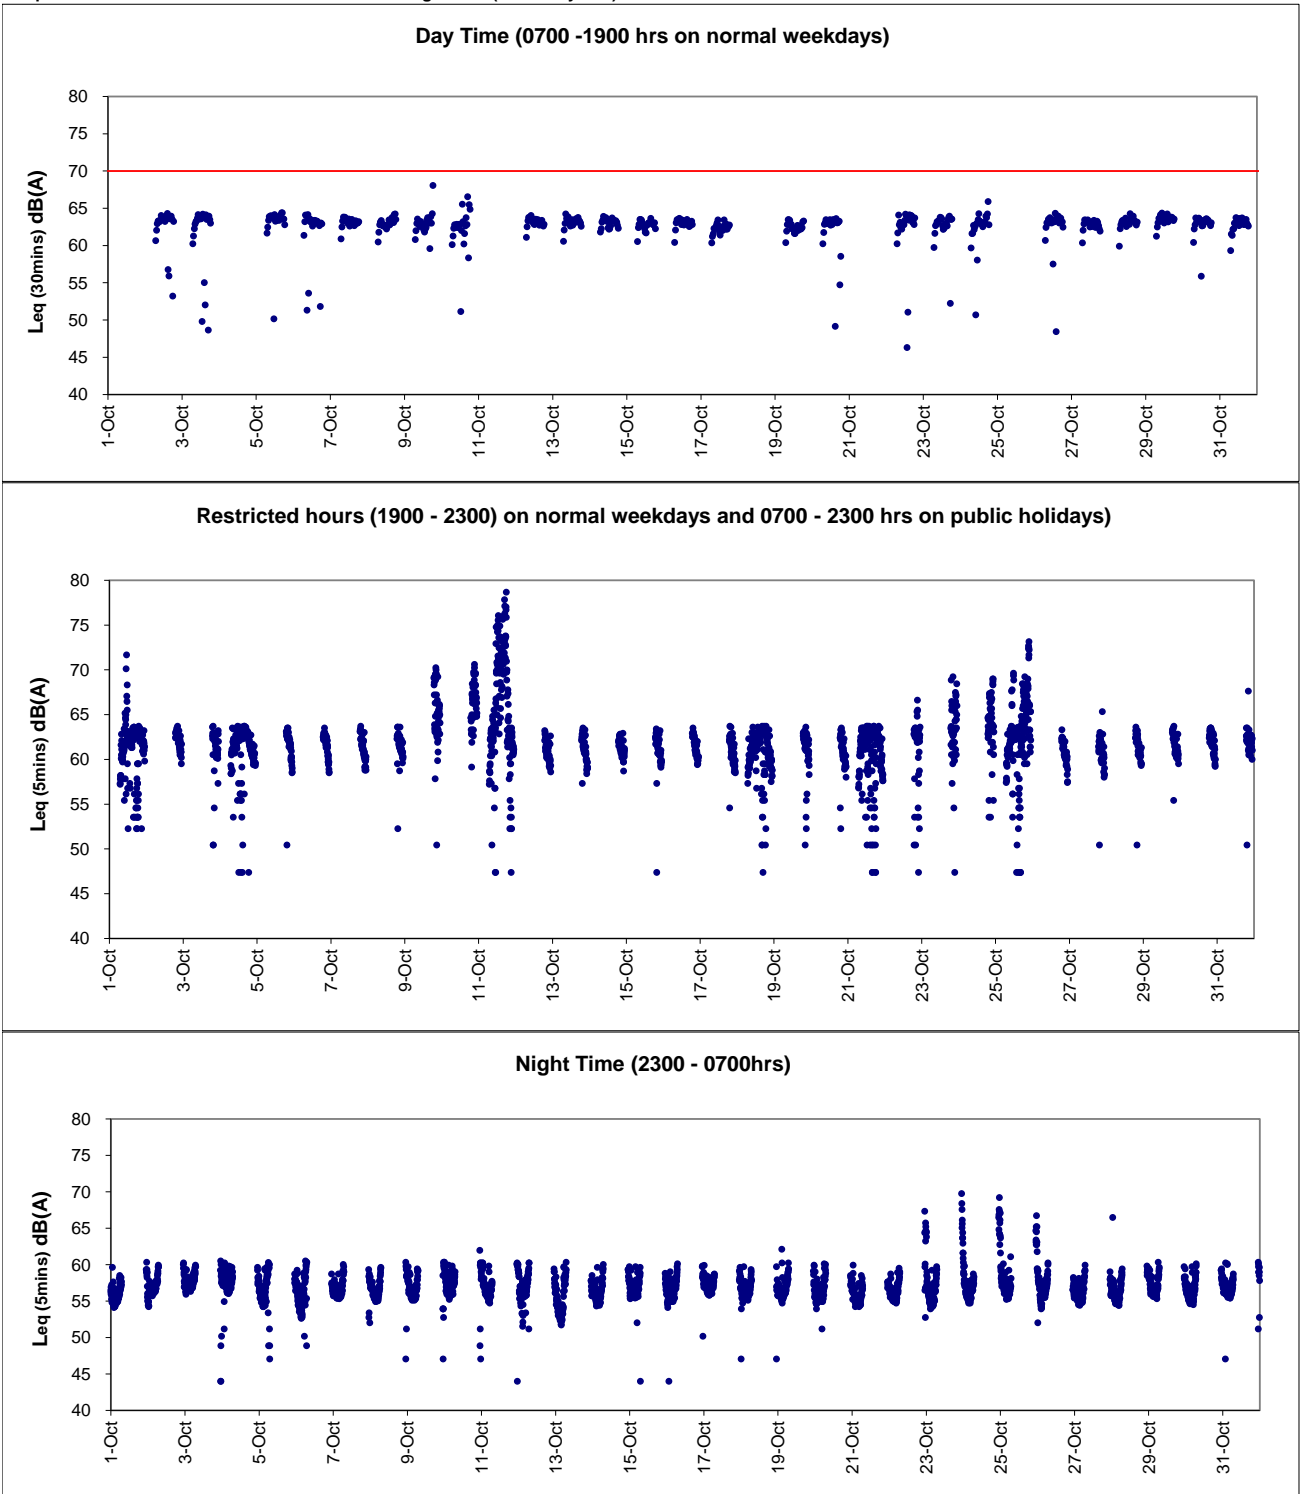 Day Time (0700 -1900 hrs on normal weekdays)
Leq (30mins) dB(A)
80
75
70
65
60
55
50
45
40
1-Oct
3-Oct
5-Oct
7-Oct
9-Oct
11-Oct
13-Oct
15-Oct
17-Oct
19-Oct
21-Oct
23-Oct
25-Oct
27-Oct
29-Oct
31-Oct
Restricted hours (1900 - 2300) on normal weekdays and 0700 - 2300 hrs on public holidays)
Leq (5mins) dB(A)
80
75
70
65
60
55
50
45
40
1-Oct
3-Oct
5-Oct
7-Oct
9-Oct
11-Oct
13-Oct
15-Oct
17-Oct
19-Oct
21-Oct
23-Oct
25-Oct
27-Oct
29-Oct
31-Oct
Night Time (2300 - 0700hrs)
Leq (5mins) dB(A)
80
75
70
65
60
55
50
45
40
1-Oct
3-Oct
5-Oct
7-Oct
9-Oct
11-Oct
13-Oct
15-Oct
17-Oct
19-Oct
21-Oct
23-Oct
25-Oct
27-Oct
29-Oct
31-Oct